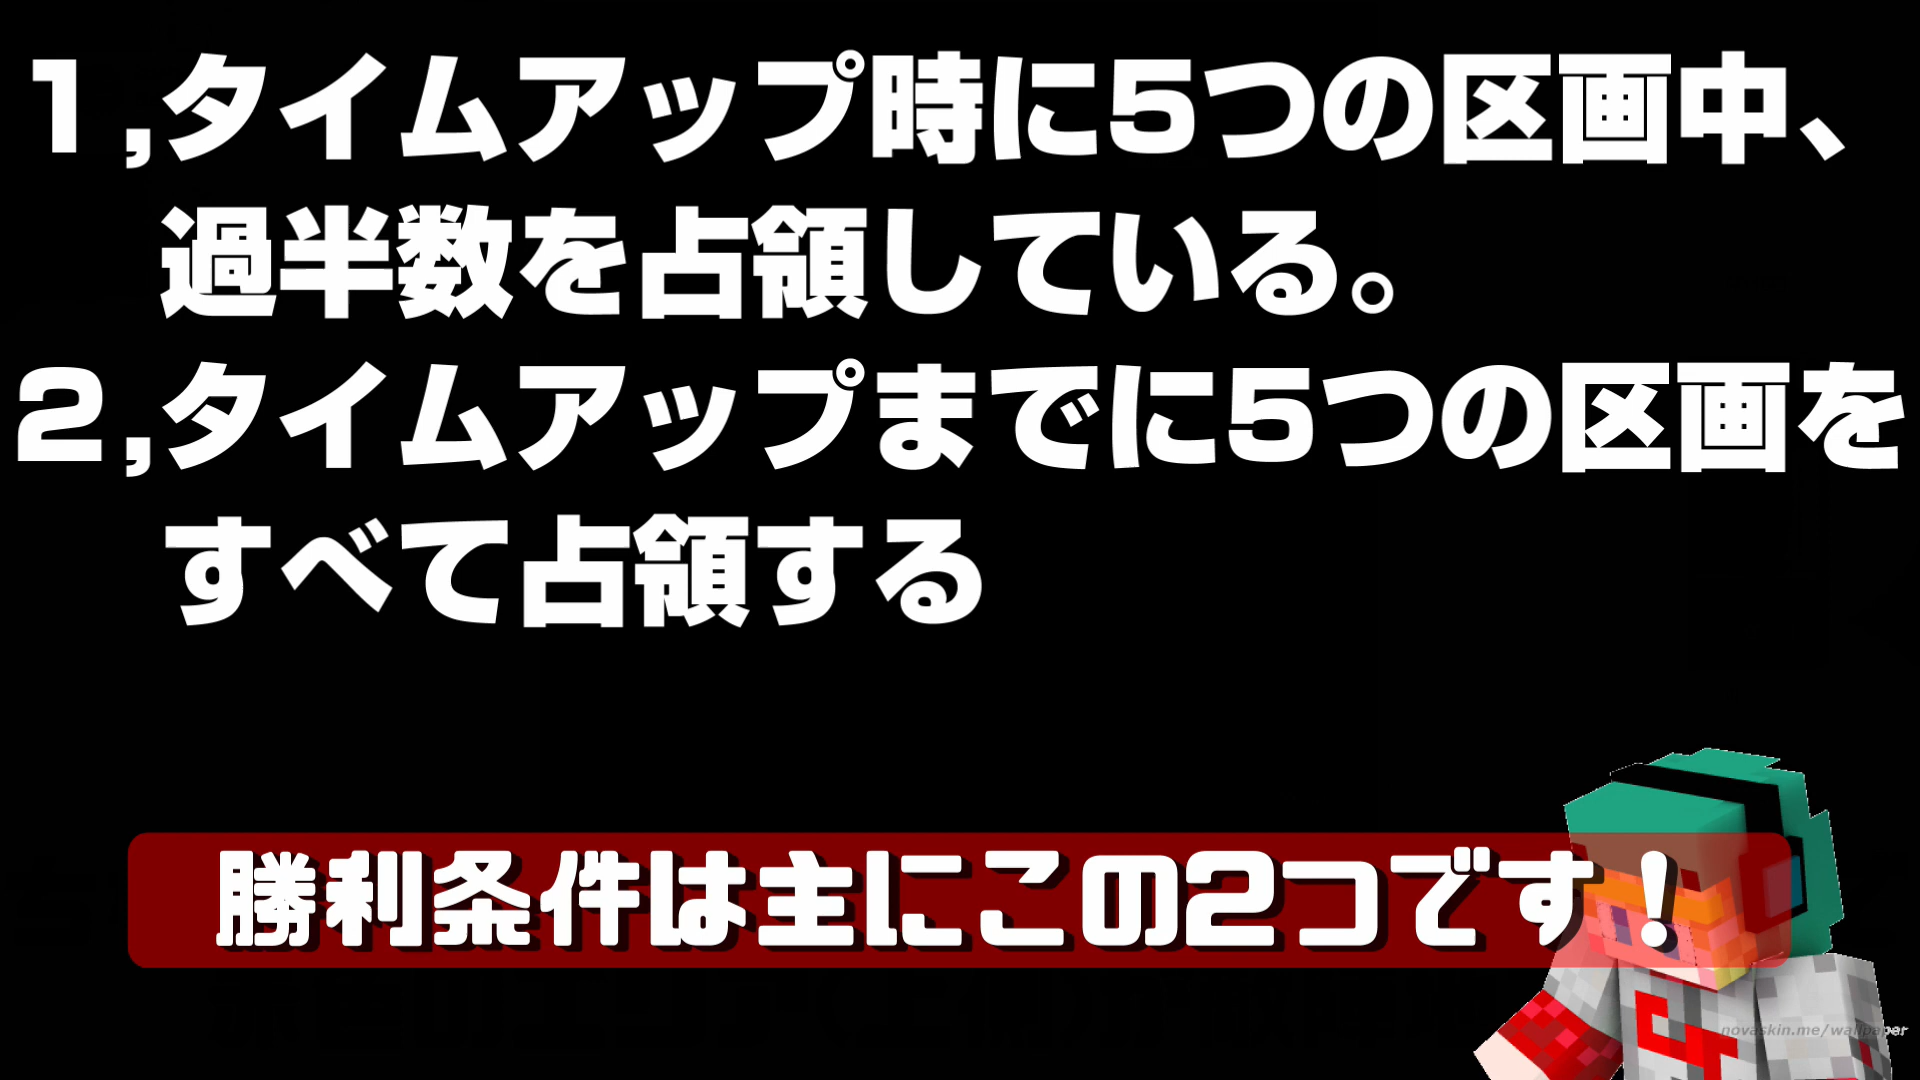 １,タイムアップ時に５つの区画中、
過半数を占領している。
２,タイムアップまでに５つの区画を
すべて占領する
勝利条件は主にこの2つです！
novaskin.me/wallpaper